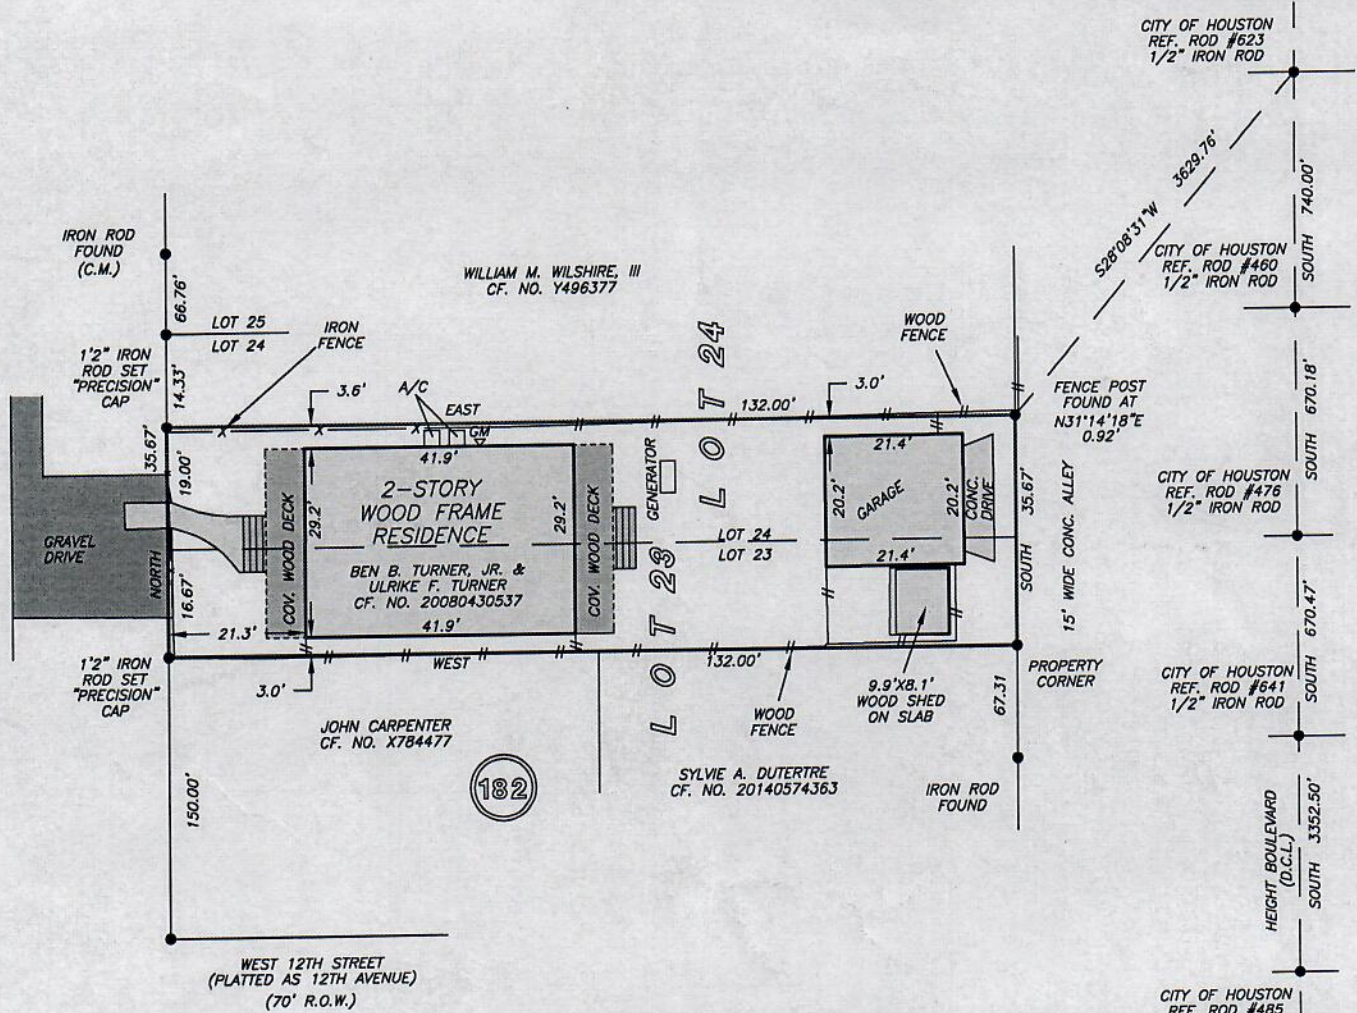 CITY OF HOUSTON
REF. ROD #623
1/2" IRON ROD
S28°08'31"W 3629.76'
SOUTH 740.00'
CITY OF HOUSTON
REF. ROD #460
1/2" IRON ROD
SOUTH 670.18'
CITY OF HOUSTON
REF. ROD #476
1/2" IRON ROD
SOUTH 670.47'
CITY OF HOUSTON
REF. ROD #641
1/2" IRON ROD
HEIGHT BOULEVARD
(D.C.L.)
SOUTH 3352.50'
CITY OF HOUSTON
REF. ROD #485
IRON ROD
FOUND
(C.M.)
66.76'
WILLIAM M. WILSHIRE, III
CF. NO. Y496377
LOT 25
LOT 24
IRON
FENCE
1'2" IRON
ROD SET
"PRECISION"
CAP
14.33'
3.6'
A/C
EAST
GM
132.00'
3.0'
WOOD
FENCE
FENCE POST
FOUND AT
N31°14'18"E
0.92'
LOT 24
LOT 23
35.67'
19.00'
NORTH
16.67'
GRAVEL
DRIVE
21.3'
COV. WOOD DECK
29.2'
41.9'
2-STORY
WOOD FRAME
RESIDENCE
BEN B. TURNER, JR. &
ULRIKE F. TURNER
CF. NO. 20080430537
41.9'
29.2'
COV. WOOD DECK
GENERATOR
LOT 24
LOT 23
21.4'
20.2'
GARAGE
20.2'
21.4'
CONC.
DRIVE
SOUTH 35.67'
15' WIDE CONC. ALLEY
1'2" IRON
ROD SET
"PRECISION"
CAP
3.0'
WEST
132.00'
WOOD
FENCE
9.9'X8.1'
WOOD SHED
ON SLAB
PROPERTY
CORNER
67.31
IRON ROD
FOUND
JOHN CARPENTER
CF. NO. X784477
182
SYLVIE A. DUTERTRE
CF. NO. 20140574363
150.00'
WEST 12TH STREET
(PLATTED AS 12TH AVENUE)
(70' R.O.W.)